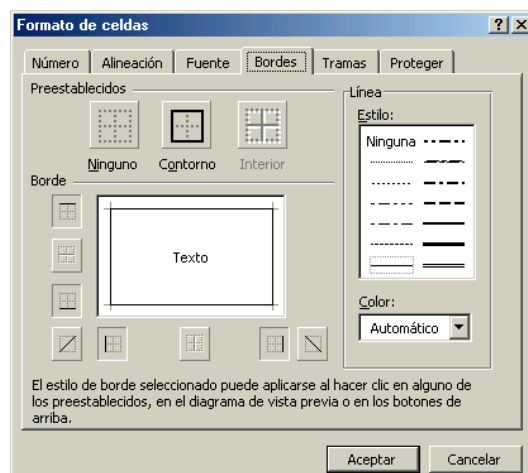 Formato de celdas
Número Alineación Fuente Bordes Tramas Proteger
Preestablecidos
Ninguno Contorno Interior
Borde
Texto
Línea
Estilo:
Ninguna
Color:
Automático
El estilo de borde seleccionado puede aplicarse al hacer clic en alguno de
los preestablecidos, en el diagrama de vista previa o en los botones de
arriba.
Aceptar Cancelar